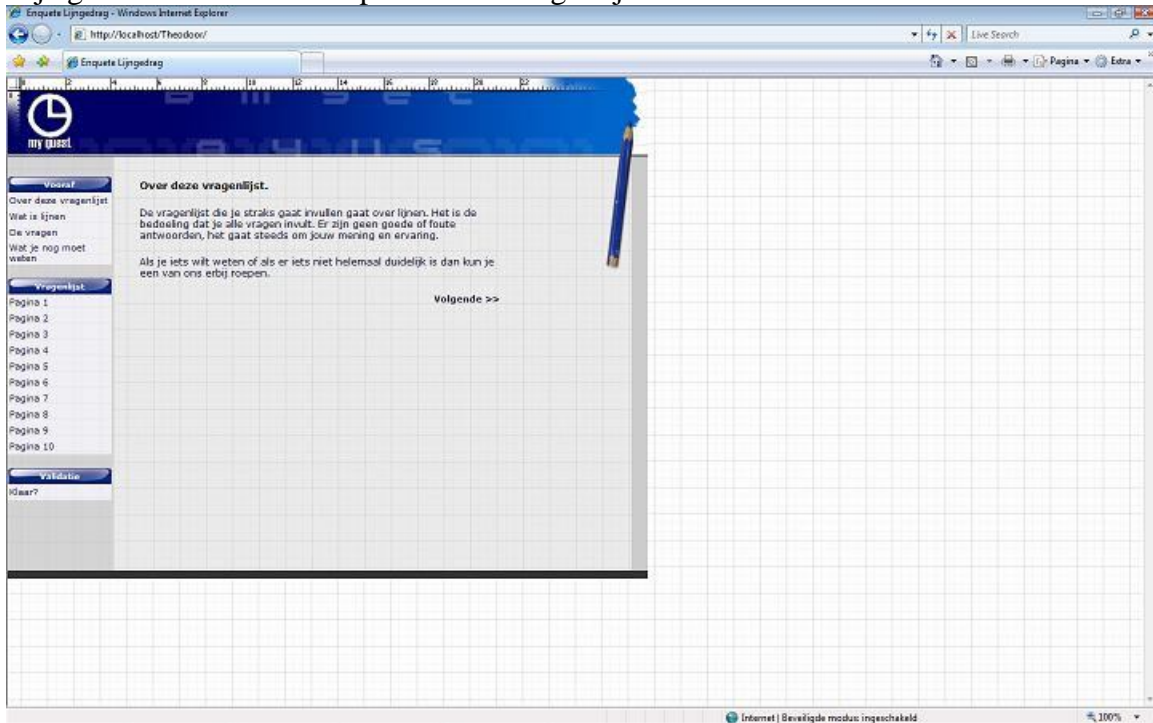 Enquete Lijngedrag - Windows Internet Explorer
http://localhost/Theodoor/
Live Search
Enquete Lijngedrag
Pagina
Extra
my quest
Vooraf
Over deze vragenlijst
Wat is lijnen
De vragen
Wat je nog moet
weten
Vragenlijst
Pagina 1
Pagina 2
Pagina 3
Pagina 4
Pagina 5
Pagina 6
Pagina 7
Pagina 8
Pagina 9
Pagina 10
Validatie
Klaar?
Over deze vragenlijst.
De vragenlijst die je straks gaat invullen gaat over lijnen. Het is de
bedoeling dat je alle vragen invult. Er zijn geen goede of foute
antwoorden, het gaat steeds om jouw mening en ervaring.
Als je iets wilt weten of als er iets niet helemaal duidelijk is dan kun je
een van ons erbij roepen.
Volgende >>
Internet | Beveiligde modus: ingeschakeld
100%